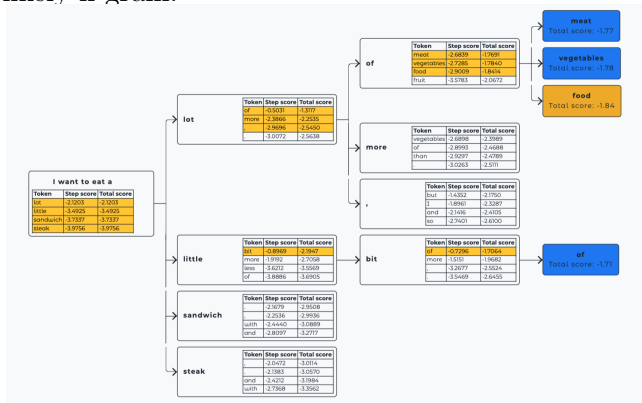 I want to eat a
Token Step score Total score
lot -2.1203 -2.1203
little -3.4925 -3.4925
sandwich -3.7337 -3.7337
steak -3.9756 -3.9756
lot
Token Step score Total score
of -0.5031 -1.3117
more -2.3866 -2.2535
, -2.9696 -2.5450
. -3.0072 -2.5638
little
Token Step score Total score
bit -0.8969 -2.1947
more -1.9192 -2.7058
less -3.6212 -3.5569
of -3.8886 -3.6905
sandwich
Token Step score Total score
-2.1679 -2.9508
-2.2536 -2.9936
with -2.4440 -3.0889
and -2.8097 -3.2717
steak
Token Step score Total score
-2.0472 -3.0114
-2.1383 -3.0570
and -2.4212 -3.1984
with -2.7368 -3.3562
of
Token Step score Total score
meat -2.6839 -1.7691
vegetables -2.7285 -1.7840
food -2.9009 -1.8414
fruit -3.5783 -2.0672
more
Token Step score Total score
vegetables -2.6898 -2.3989
of -2.8993 -2.4688
than -2.9297 -2.4789
-3.0263 -2.5111
,
Token Step score Total score
but -1.4352 -2.1750
I -1.8961 -2.3287
and -2.1416 -2.4105
so -2.7401 -2.6100
bit
Token Step score Total score
of -0.7296 -1.7064
more -1.5151 -1.9682
, -3.2677 -2.5524
. -3.5469 -2.6455
meat
Total score: -1.77
vegetables
Total score: -1.78
food
Total score: -1.84
of
Total score: -1.71